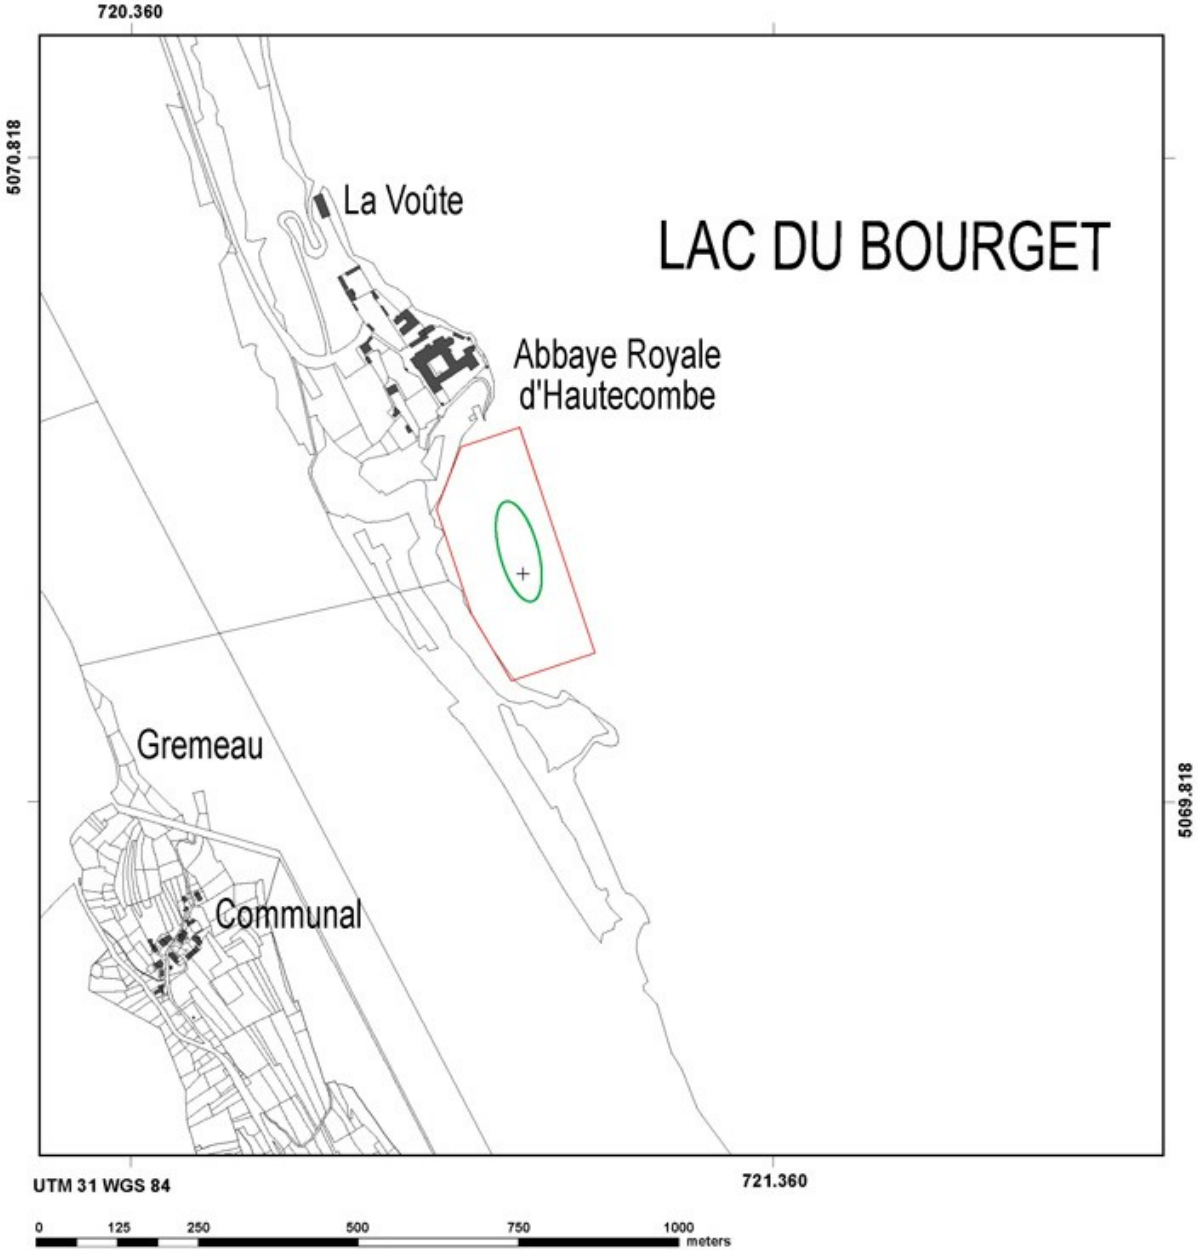 720.360
5070.818
La Voûte
LAC DU BOURGET
Abbaye Royale
d'Hautecombe
Gremeau
5069.818
Communal
UTM 31 WGS 84
721.360
0 125 250 500 750 1000
meters